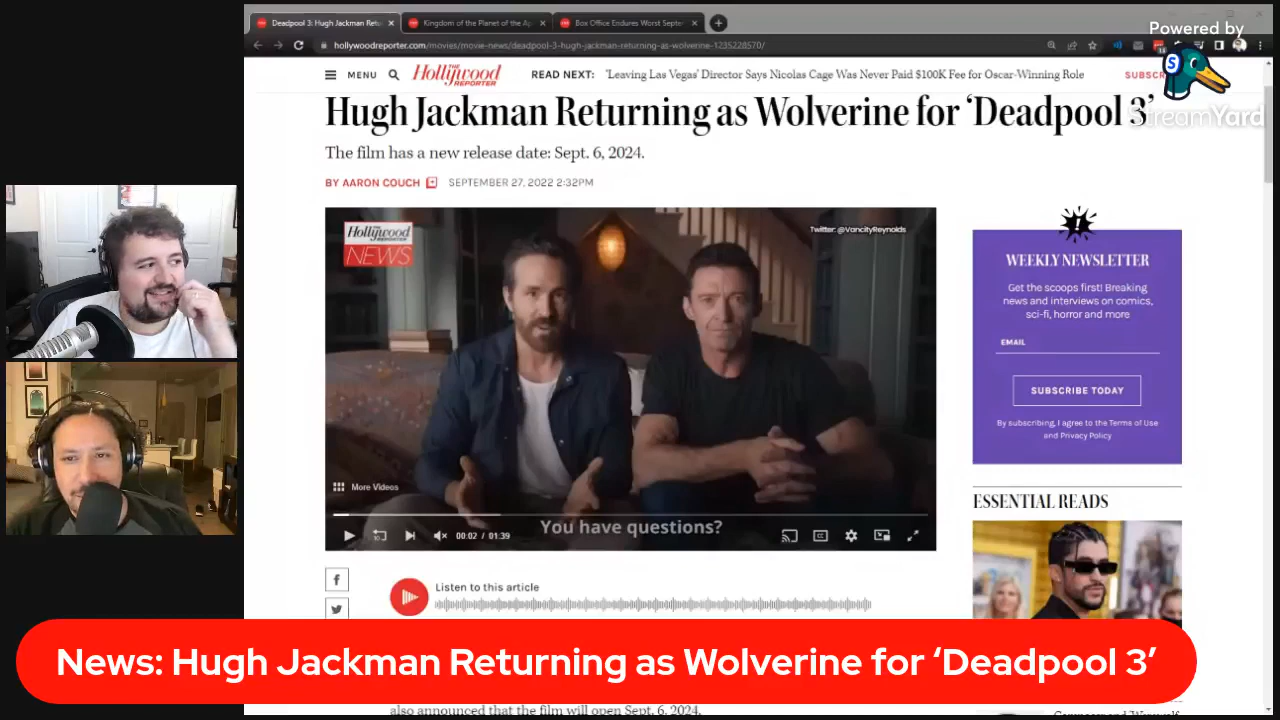 Deadpool 3: Hugh Jackman Retu
Kingdom of the Planet of the Ap
Box Office Endures Worst Septe
Powered by
StreamYard
hollywoodreporter.com/movies/movie-news/deadpool-3-hugh-jackman-returning-as-wolverine-1235228570/
MENU
The Hollywood REPORTER
READ NEXT: 'Leaving Las Vegas' Director Says Nicolas Cage Was Never Paid $100K Fee for Oscar-Winning Role
SUBSCR
Hugh Jackman Returning as Wolverine for ‘Deadpool 3’
The film has a new release date: Sept. 6, 2024.
BY AARON COUCH
SEPTEMBER 27, 2022 2:32PM
The Hollywood REPORTER
NEWS
Twitter: @VancityReynolds
WEEKLY NEWSLETTER
Get the scoops first! Breaking
news and interviews on comics,
sci-fi, horror and more
EMAIL
SUBSCRIBE TODAY
By subscribing, I agree to the Terms of Use
and Privacy Policy
More Videos
You have questions?
00:02 / 01:39
ESSENTIAL READS
Listen to this article
News: Hugh Jackman Returning as Wolverine for ‘Deadpool 3’
also announced that the film will open Sept. 6, 2024.